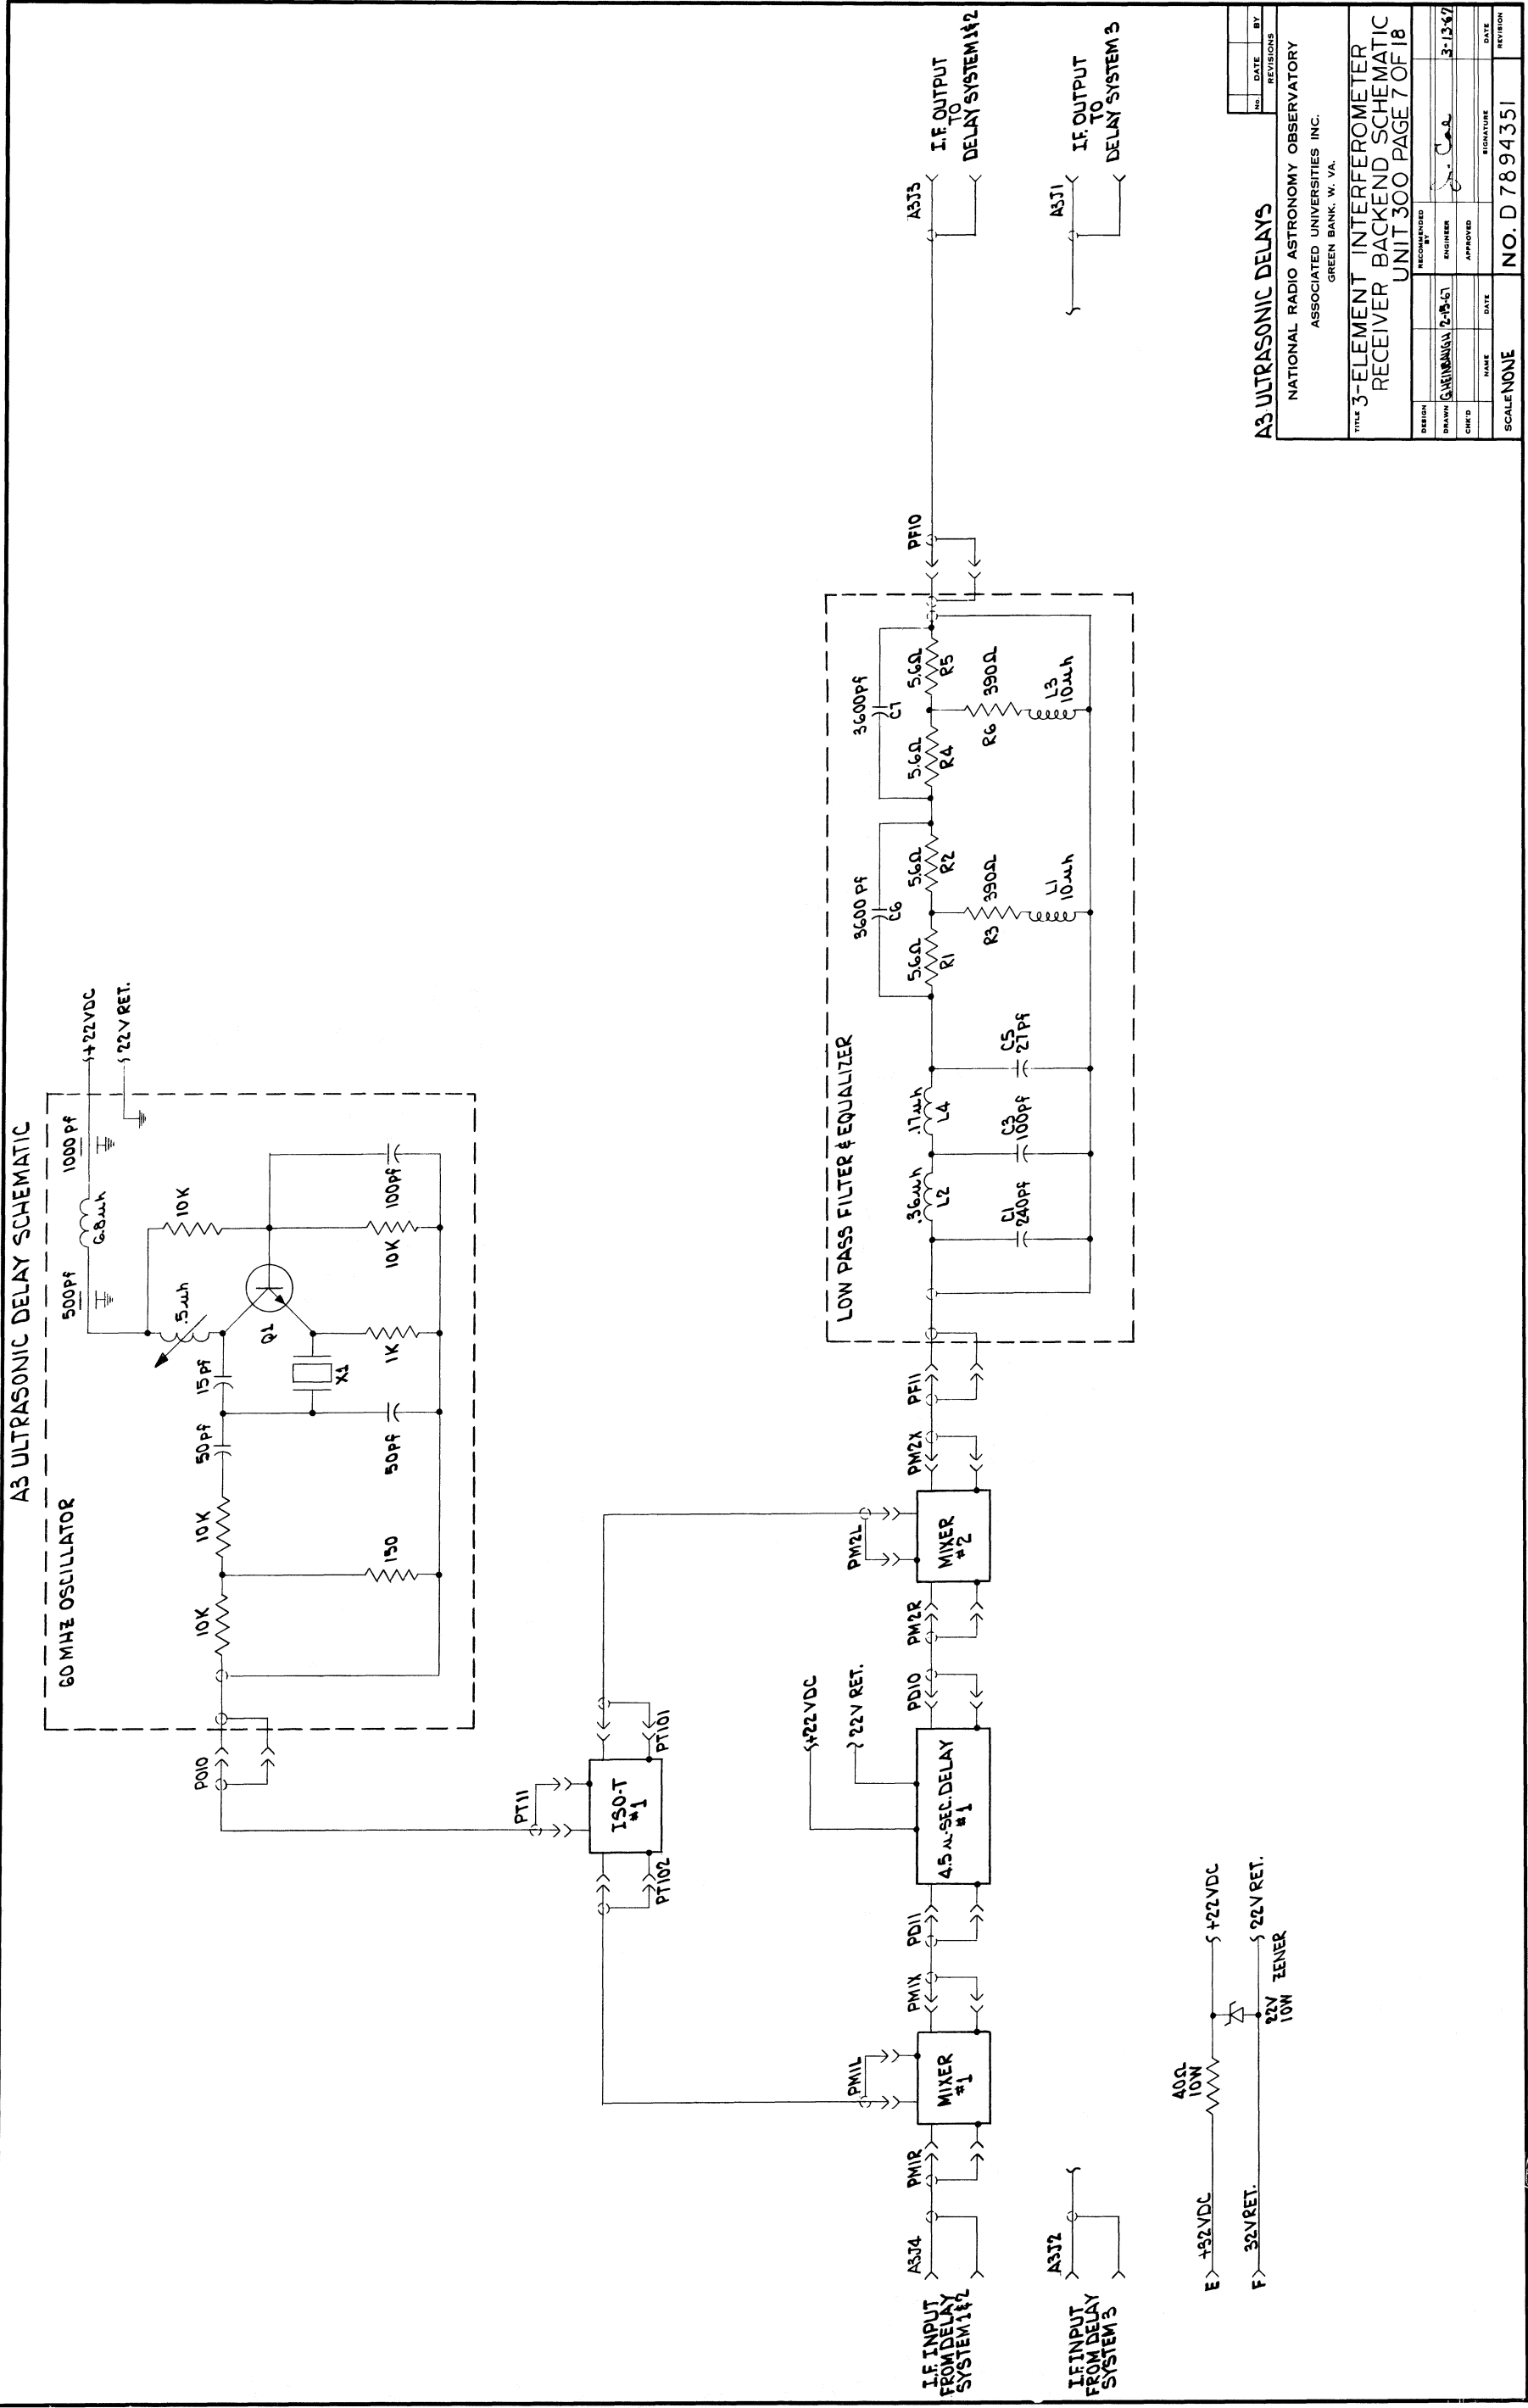 A3 ULTRASONIC DELAY SCHEMATIC
60 MHZ OSCILLATOR
500Pf
6.8uh
1000Pf
+22VDC
22V RET.
10K
.5uh
15Pf
50Pf
10K
10K
Q1
X1
1K
10K
100Pf
50Pf
150
PO10
PT11
ISO-T
#1
PT101
PT102
+22VDC
22V RET.
PM1L
PM2L
I.F. INPUT
FROM DELAY
SYSTEM 1&2
A3J4
PM1R
MIXER
#1
PM1X
PD11
4.5 u-SEC. DELAY
#1
PD10
PM2R
MIXER
#2
PM2X
PF11
LOW PASS FILTER & EQUALIZER
.36uh
L2
.17uh
L4
C1
240Pf
C3
100Pf
C5
27Pf
3600Pf
C6
5.6Ω
R1
5.6Ω
R2
R3
390Ω
L1
10uh
3600Pf
C7
5.6Ω
R4
5.6Ω
R5
R6
390Ω
L3
10uh
PF10
A3J3
I.F. OUTPUT
TO
DELAY SYSTEM 1&2
I.F. INPUT
FROM DELAY
SYSTEM 3
A3J2
A3J1
I.F. OUTPUT
TO
DELAY SYSTEM 3
E
+32VDC
40Ω
10W
+22VDC
F
32V RET.
22V RET.
22V
10W
ZENER
A3 ULTRASONIC DELAYS
No. DATE BY
REVISIONS
NATIONAL RADIO ASTRONOMY OBSERVATORY
ASSOCIATED UNIVERSITIES INC.
GREEN BANK, W. VA.
TITLE 3-ELEMENT INTERFEROMETER
RECEIVER BACKEND SCHEMATIC
UNIT 300 PAGE 7 OF 18
DESIGN
RECOMMENDED BY
DRAWN G. HEINBAUGH 2-15-67
ENGINEER
3-13-67
CHK'D
APPROVED
NAME DATE
SIGNATURE DATE
SCALE NONE
NO. D7894351
REVISION